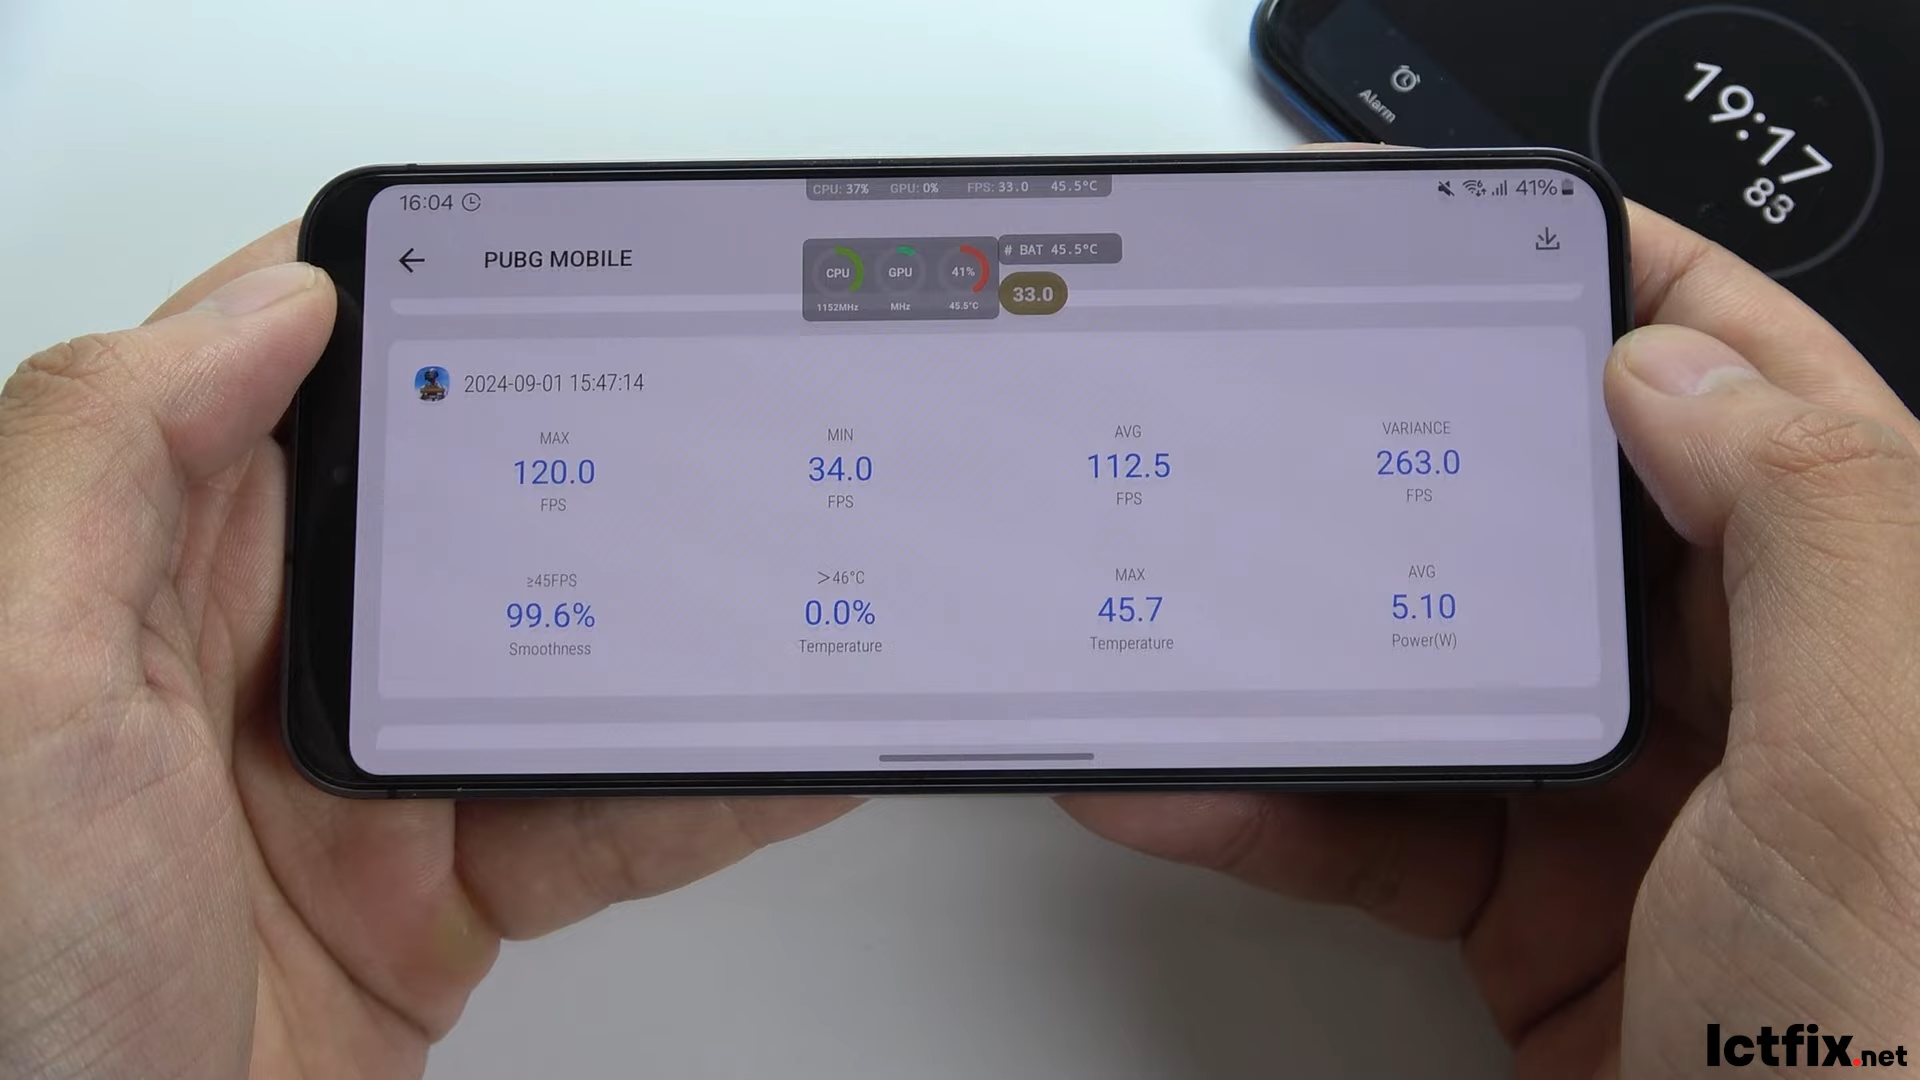 Alarm
19:17
83
16:04
CPU: 37% GPU: 0% FPS: 33.0 45.5°C
41%
PUBG MOBILE
CPU GPU 41%
1152MHz MHz 45.5°C
# BAT 45.5°C
33.0
2024-09-01 15:47:14
MAX MIN AVG VARIANCE
120.0 34.0 112.5 263.0
FPS FPS FPS FPS
≥45FPS >46°C MAX AVG
99.6% 0.0% 45.7 5.10
Smoothness Temperature Temperature Power(W)
Ictfix.net